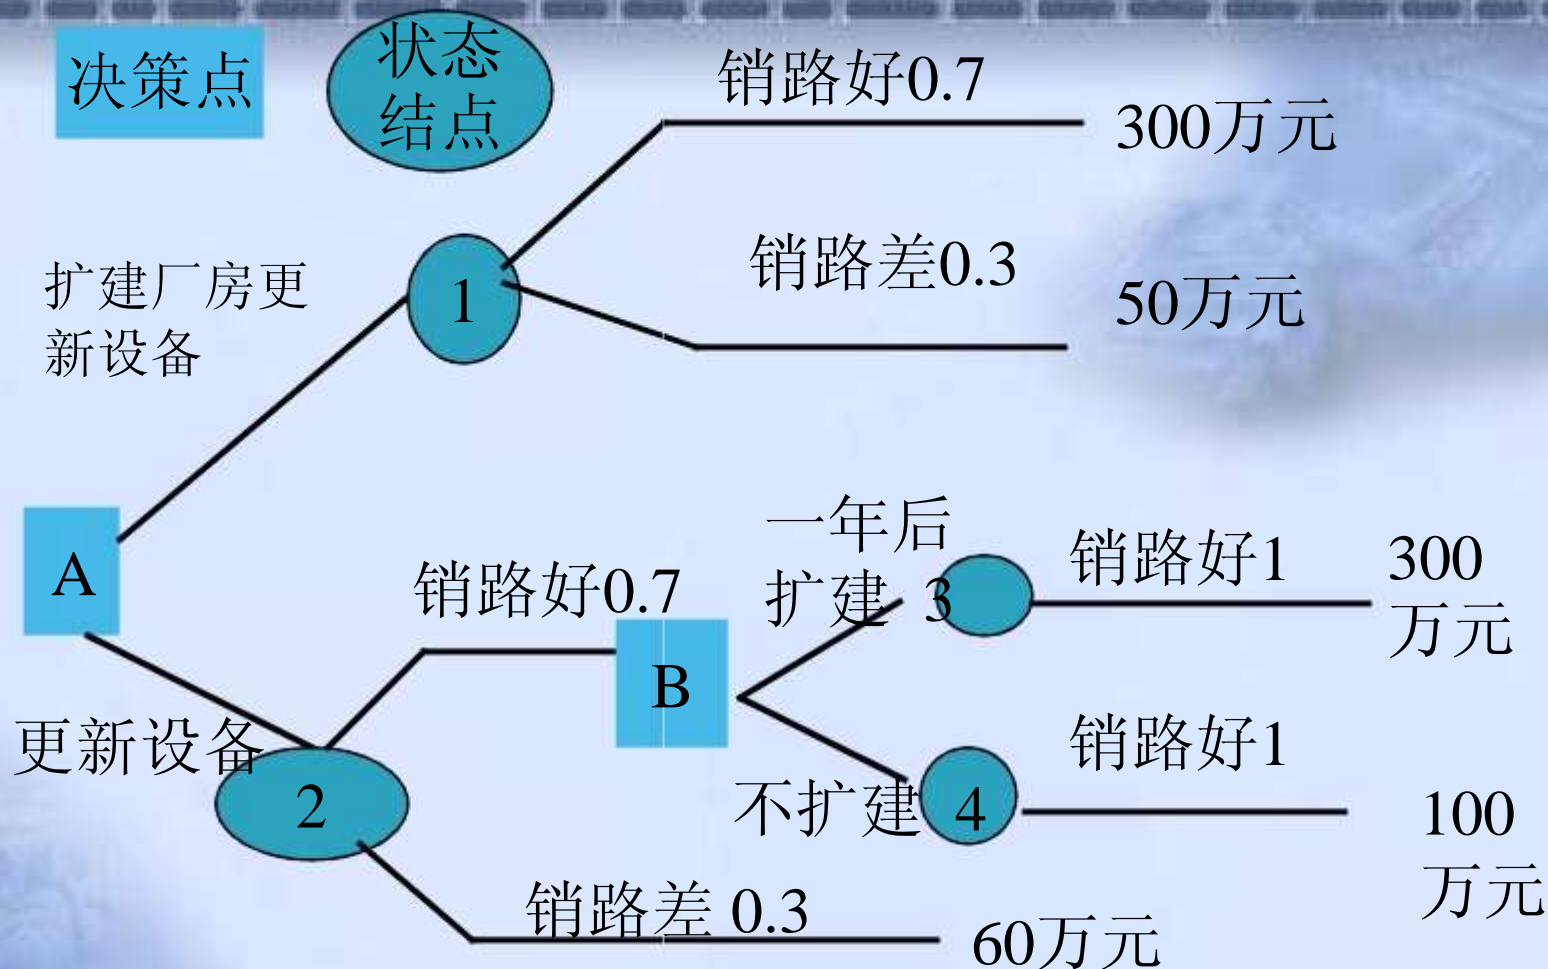 决策点
状态
结点
销路好0.7
300万元
销路差0.3
50万元
扩建厂房更
新设备
1
A
一年后
扩建 3
销路好1
300
万元
销路好0.7
B
更新设备
2
不扩建
4
销路好1
100
万元
销路差 0.3
60万元